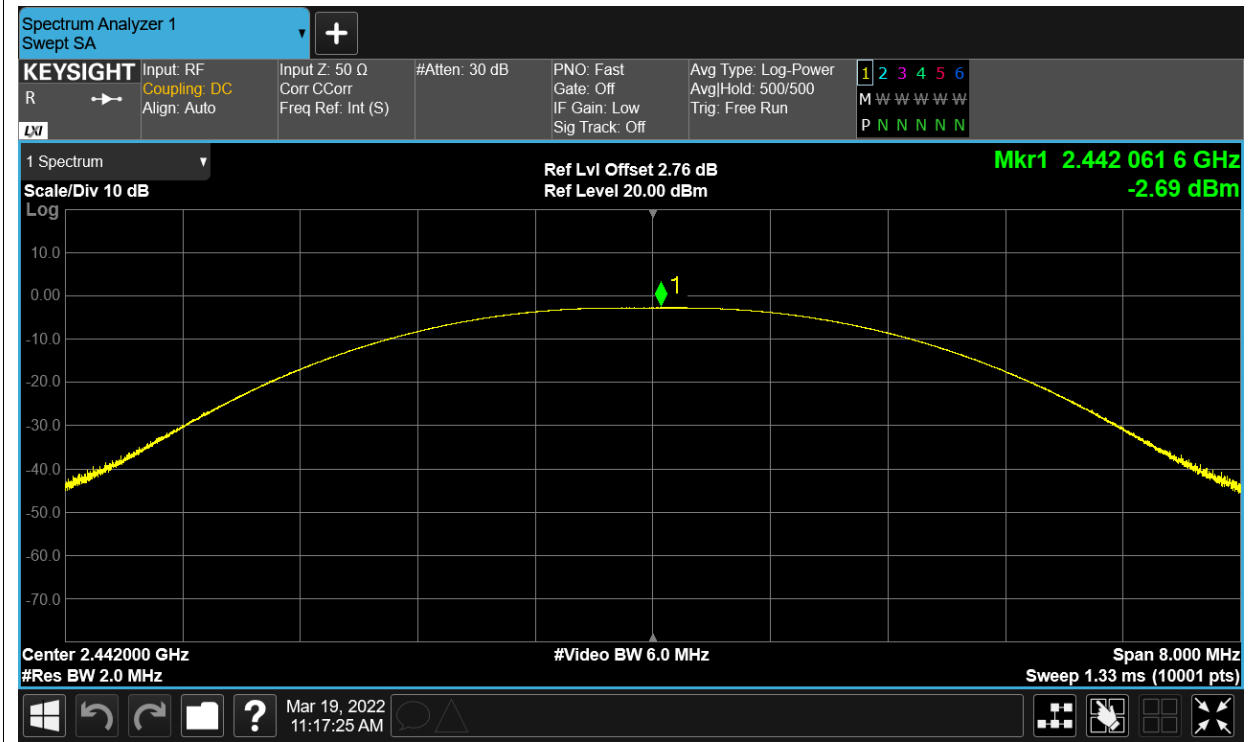 Spectrum Analyzer 1
Swept SA
KEYSIGHT
R
LXI
Input: RF
Coupling: DC
Align: Auto
Input Z: 50 Ω
Corr CCorr
Freq Ref: Int (S)
#Atten: 30 dB
PNO: Fast
Gate: Off
IF Gain: Low
Sig Track: Off
Avg Type: Log-Power
Avg|Hold: 500/500
Trig: Free Run
1 2 3 4 5 6
M W W W W W
P N N N N N
1 Spectrum
Scale/Div 10 dB
Log
Ref Lvl Offset 2.76 dB
Ref Level 20.00 dBm
Mkr1 2.442 061 6 GHz
-2.69 dBm
10.0
0.00
-10.0
-20.0
-30.0
-40.0
-50.0
-60.0
-70.0
1
Center 2.442000 GHz
#Res BW 2.0 MHz
#Video BW 6.0 MHz
Span 8.000 MHz
Sweep 1.33 ms (10001 pts)
?
Mar 19, 2022
11:17:25 AM